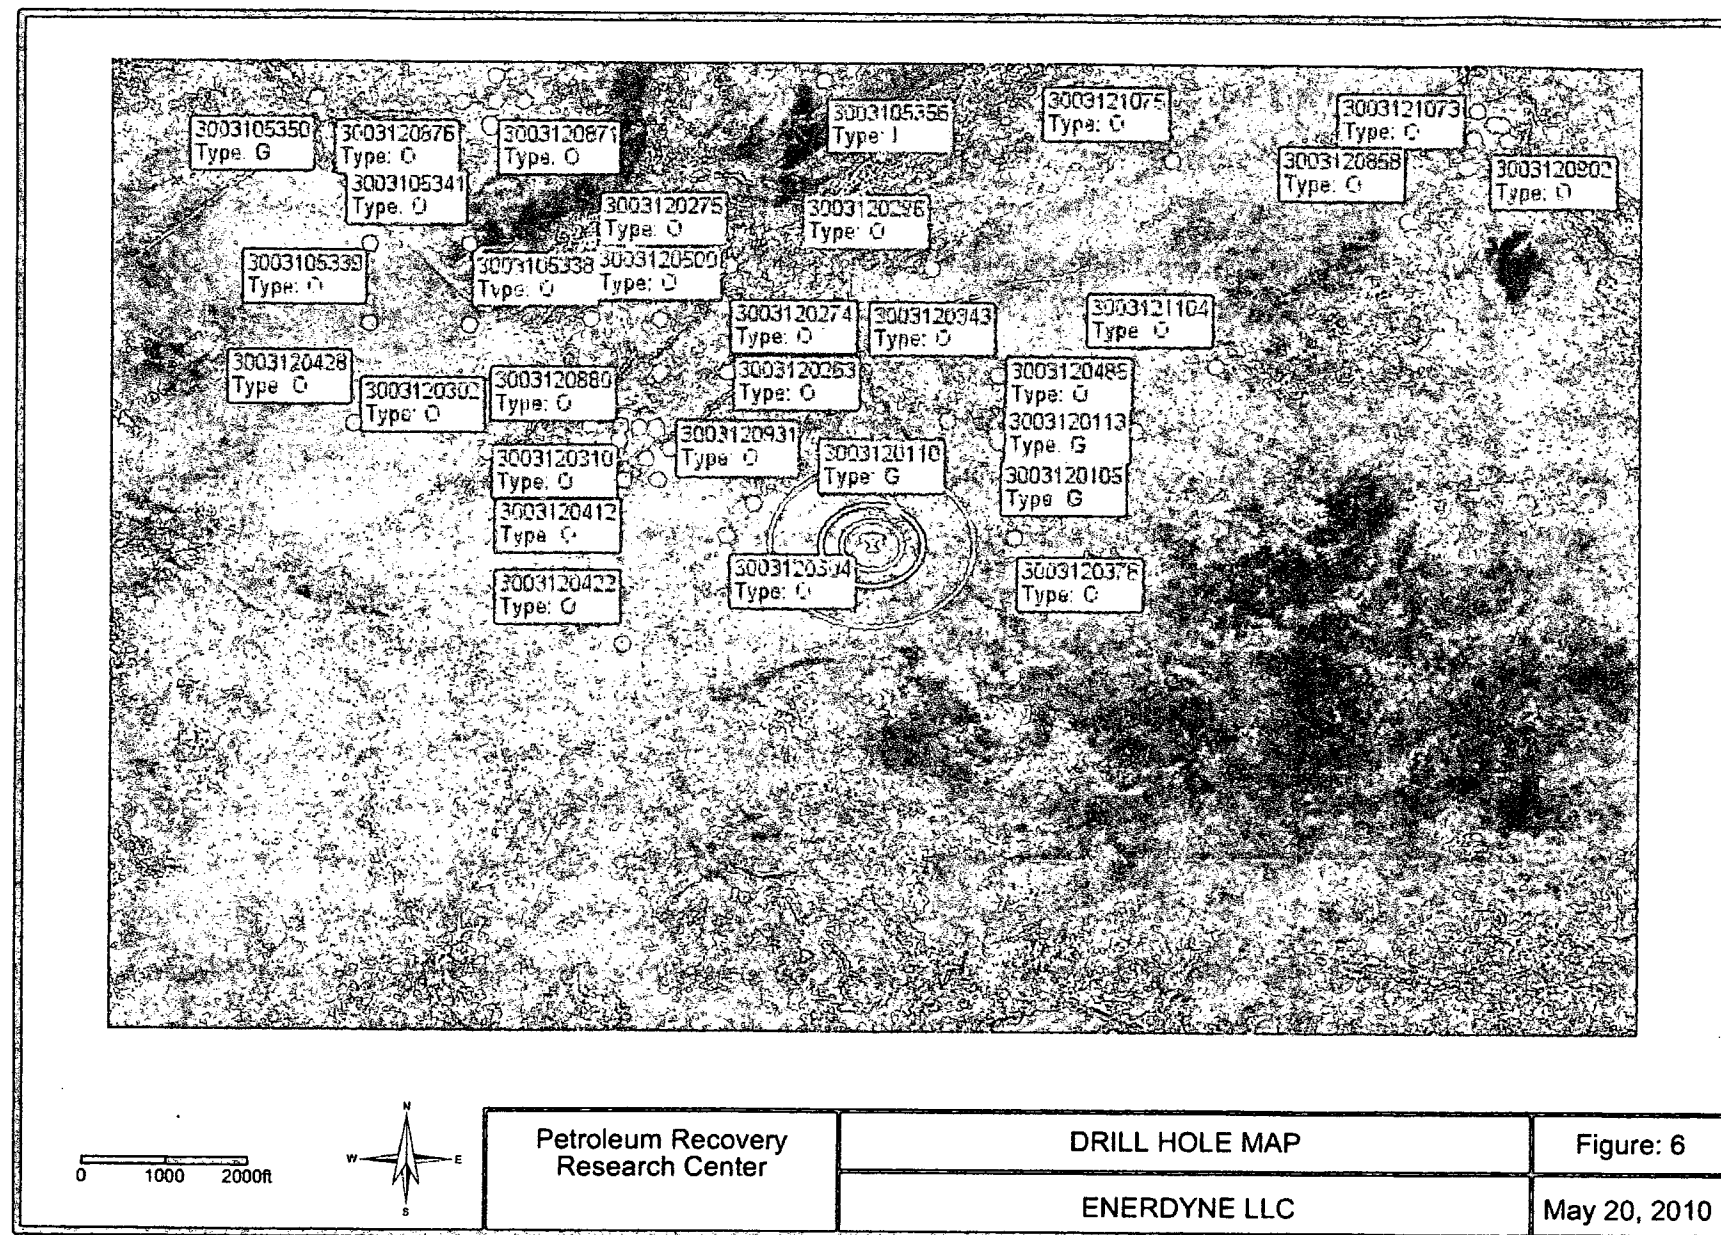 3003105350
Type: G
3003120876
Type: O
3003120871
Type: O
3003105356
Type: I
3003121075
Type: O
3003121073
Type: O
3003120858
Type: O
3003120902
Type: O
3003105341
Type: O
3003120275
Type: O
3003120296
Type: O
3003105339
Type: O
3003105338
Type: O
3003120500
Type: O
3003120274
Type: O
3003120343
Type: O
3003121104
Type: O
3003120428
Type: O
3003120302
Type: O
3003120880
Type: O
3003120263
Type: O
3003120485
Type: O
3003120113
Type: G
3003120931
Type: O
3003120310
Type: O
3003120110
Type: G
3003120105
Type: G
3003120412
Type: O
3003120422
Type: O
Type: O
3003120376
Type: O
0 1000 2000ft
N
W E
S
Petroleum Recovery
Research Center
DRILL HOLE MAP
ENERDYNE LLC
Figure: 6
May 20, 2010